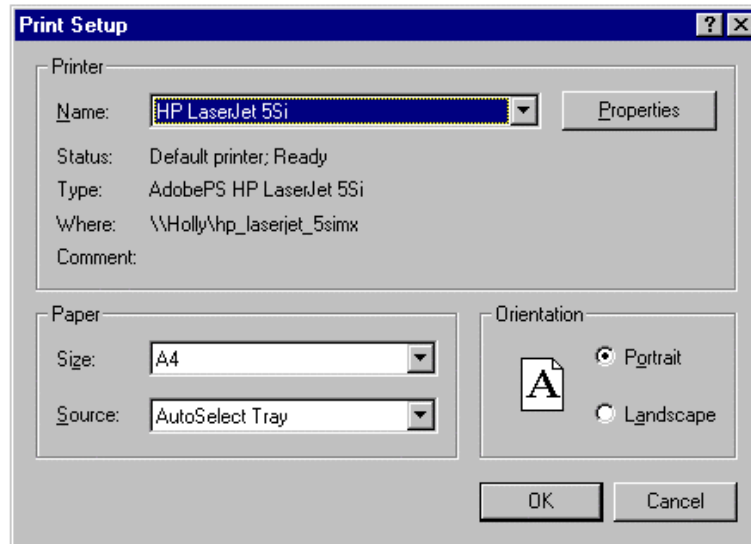 Print Setup
Printer
Name: HP LaserJet 5Si Properties
Status: Default printer; Ready
Type: AdobePS HP LaserJet 5Si
Where: \\Holly\hp_laserjet_5simx
Comment:
Paper
Size: A4
Source: AutoSelect Tray
Orientation
A
Portrait
Landscape
OK Cancel